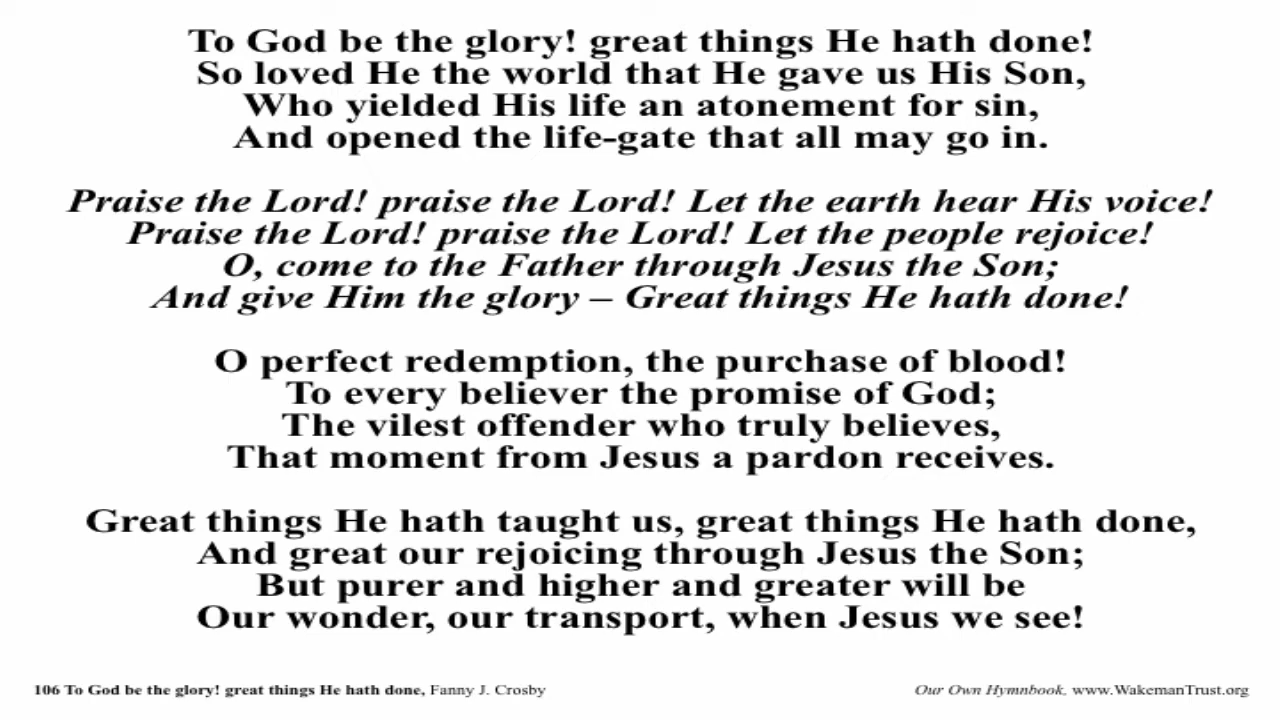 To God be the glory! great things He hath done!
So loved He the world that He gave us His Son,
Who yielded His life an atonement for sin,
And opened the life-gate that all may go in.
Praise the Lord! praise the Lord! Let the earth hear His voice!
Praise the Lord! praise the Lord! Let the people rejoice!
O, come to the Father through Jesus the Son;
And give Him the glory – Great things He hath done!
O perfect redemption, the purchase of blood!
To every believer the promise of God;
The vilest offender who truly believes,
That moment from Jesus a pardon receives.
Great things He hath taught us, great things He hath done,
And great our rejoicing through Jesus the Son;
But purer and higher and greater will be
Our wonder, our transport, when Jesus we see!
106 To God be the glory! great things He hath done, Fanny J. Crosby
Our Own Hymnbook, www.WakemanTrust.org